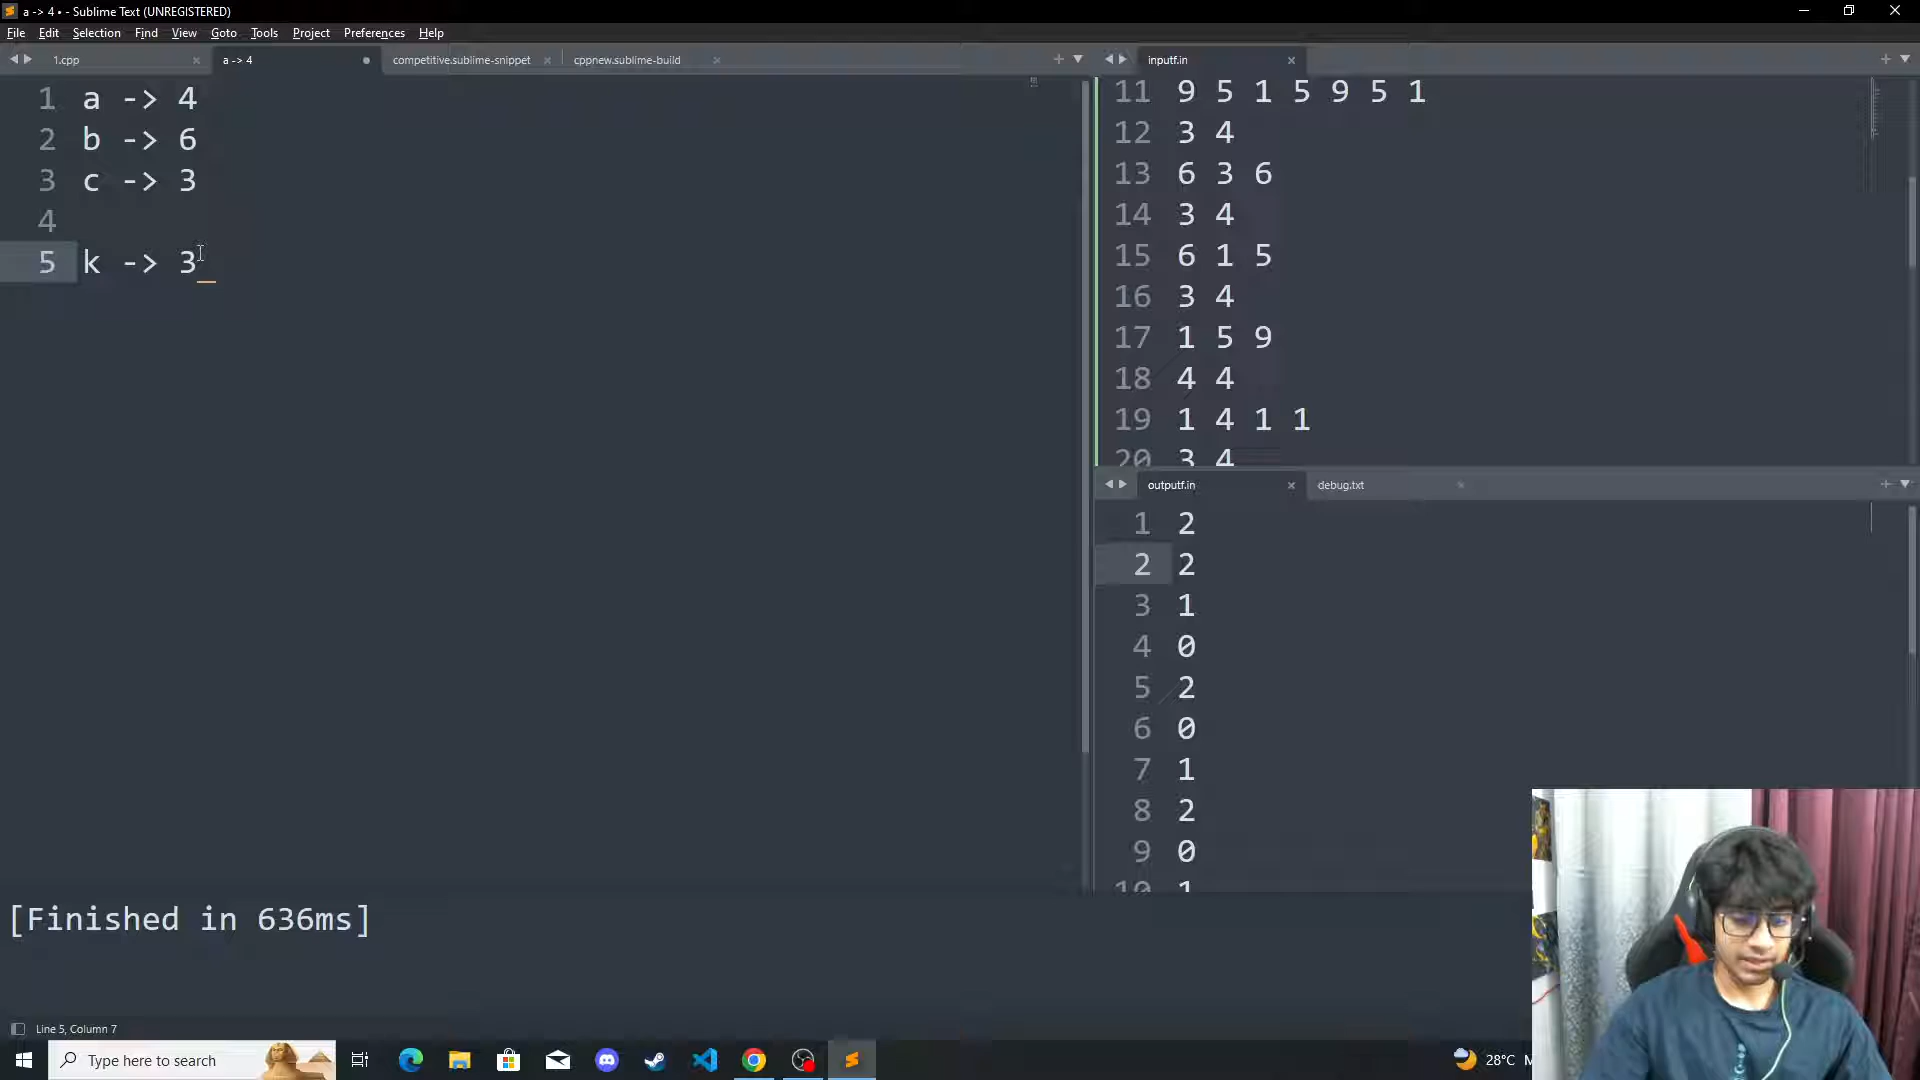 a -> 4 • - Sublime Text (UNREGISTERED)
File Edit Selection Find View Goto Tools Project Preferences Help
1.cpp
a -> 4
competitive.sublime-snippet
cppnew.sublime-build
1 a -> 4
2 b -> 6
3 c -> 3
4
5 k -> 3
inputf.in
11 9 5 1 5 9 5 1
12 3 4
13 6 3 6
14 3 4
15 6 1 5
16 3 4
17 1 5 9
18 4 4
19 1 4 1 1
20 3 4
outputf.in
debug.txt
1 2
2 2
3 1
4 0
5 2
6 0
7 1
8 2
9 0
10 1
[Finished in 636ms]
Line 5, Column 7
Type here to search
28°C